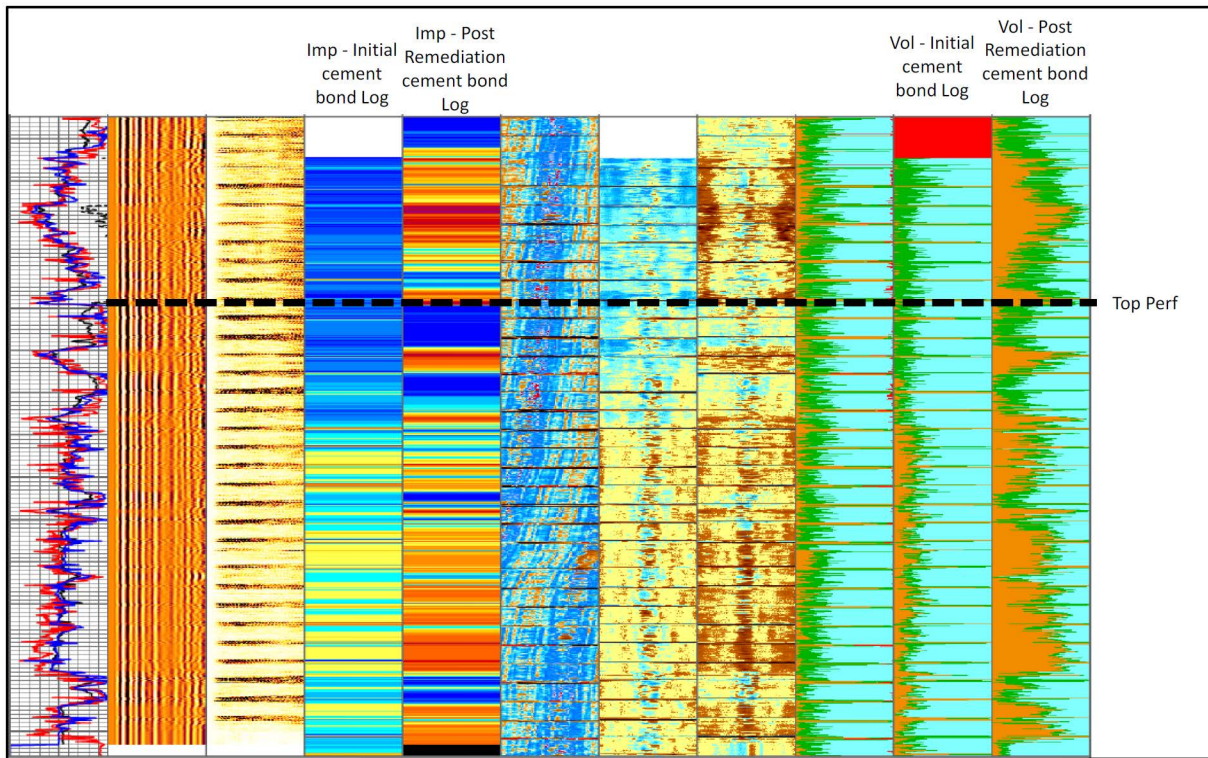 Imp - Initial
cement
bond Log
Imp - Post
Remediation
cement bond
Log
Vol - Initial
cement
bond Log
Vol - Post
Remediation
cement bond
Log
Top Perf